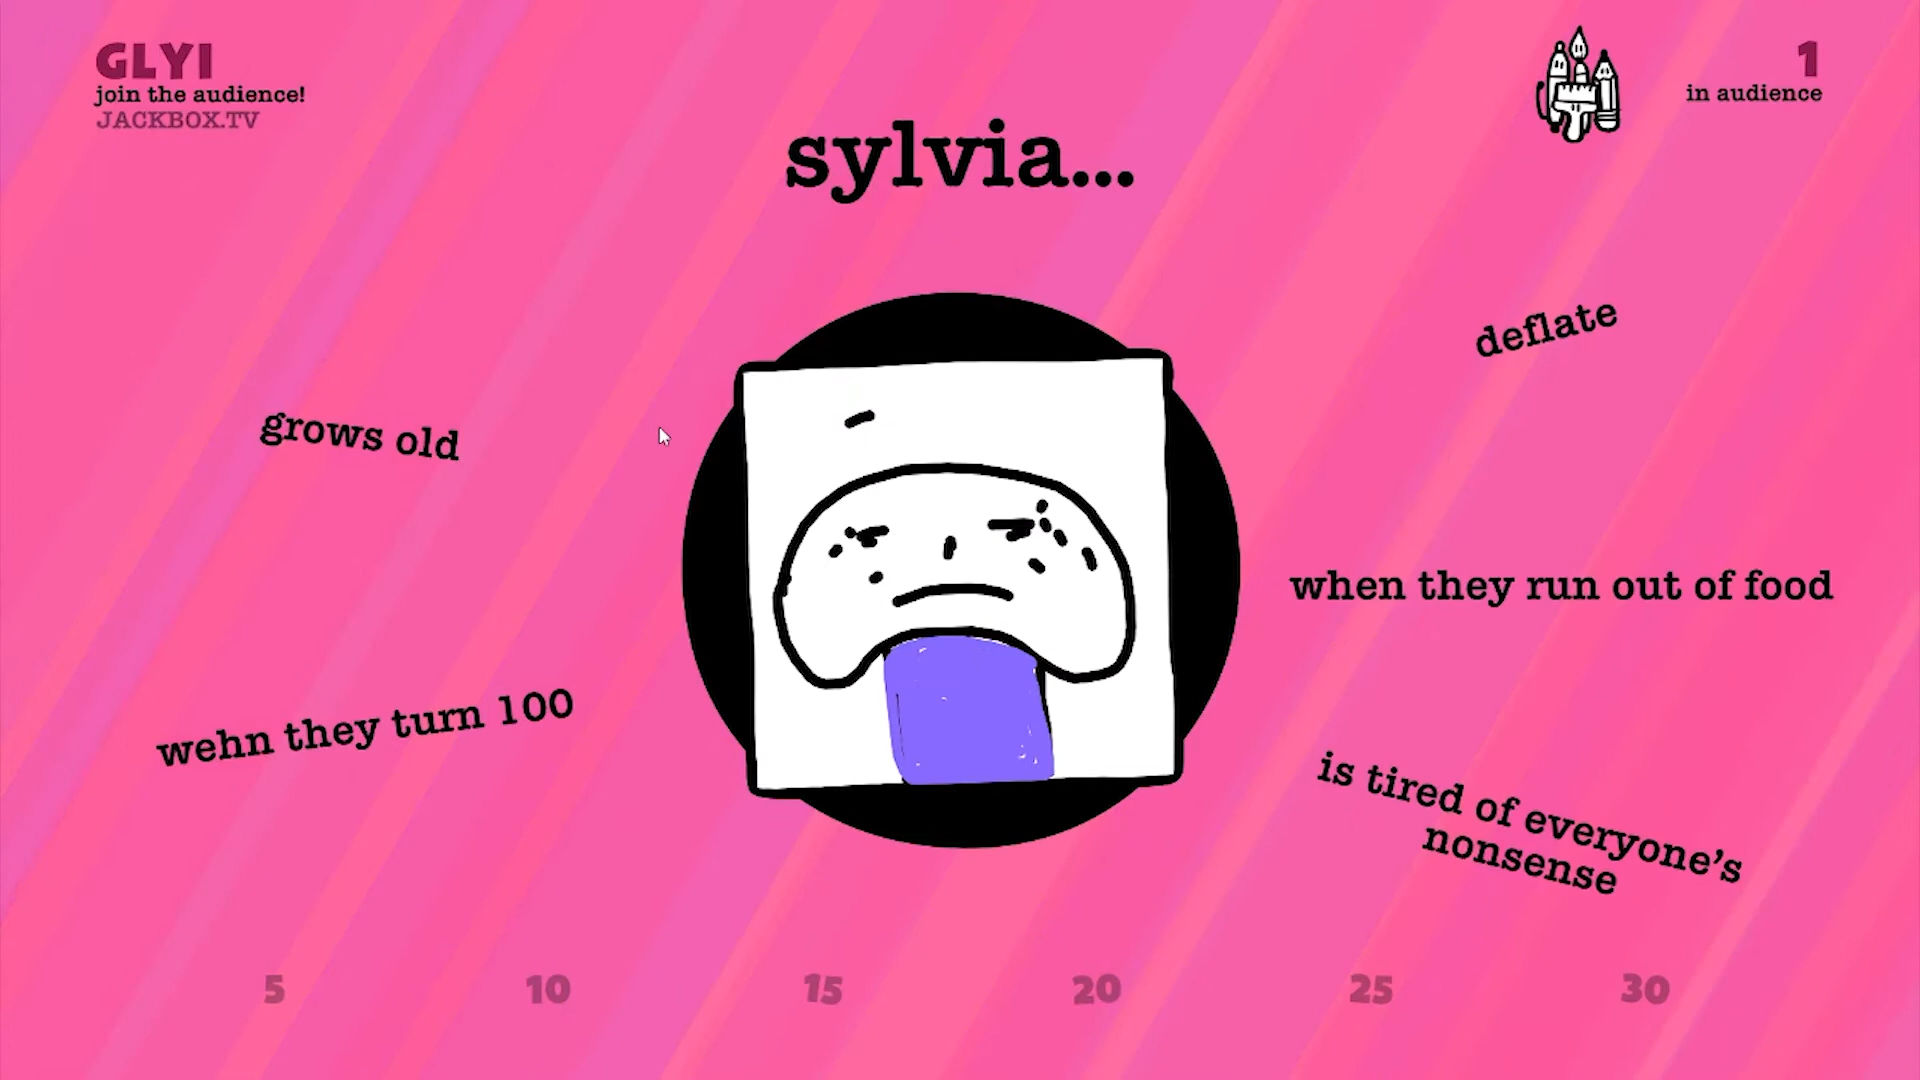 GLYI
join the audience!
JACKBOX.TV
1
in audience
sylvia...
deflate
grows old
when they run out of food
wehn they turn 100
is tired of everyone's
nonsense
5 10 15 20 25 30